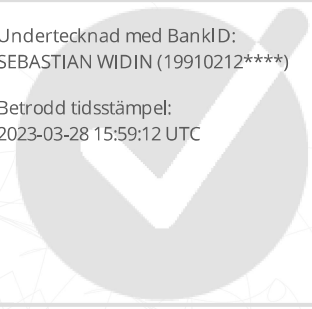 Undertecknad med BankID:
SEBASTIAN WIDIN (19910212****)
Betrodd tidsstämpel:
2023-03-28 15:59:12 UTC